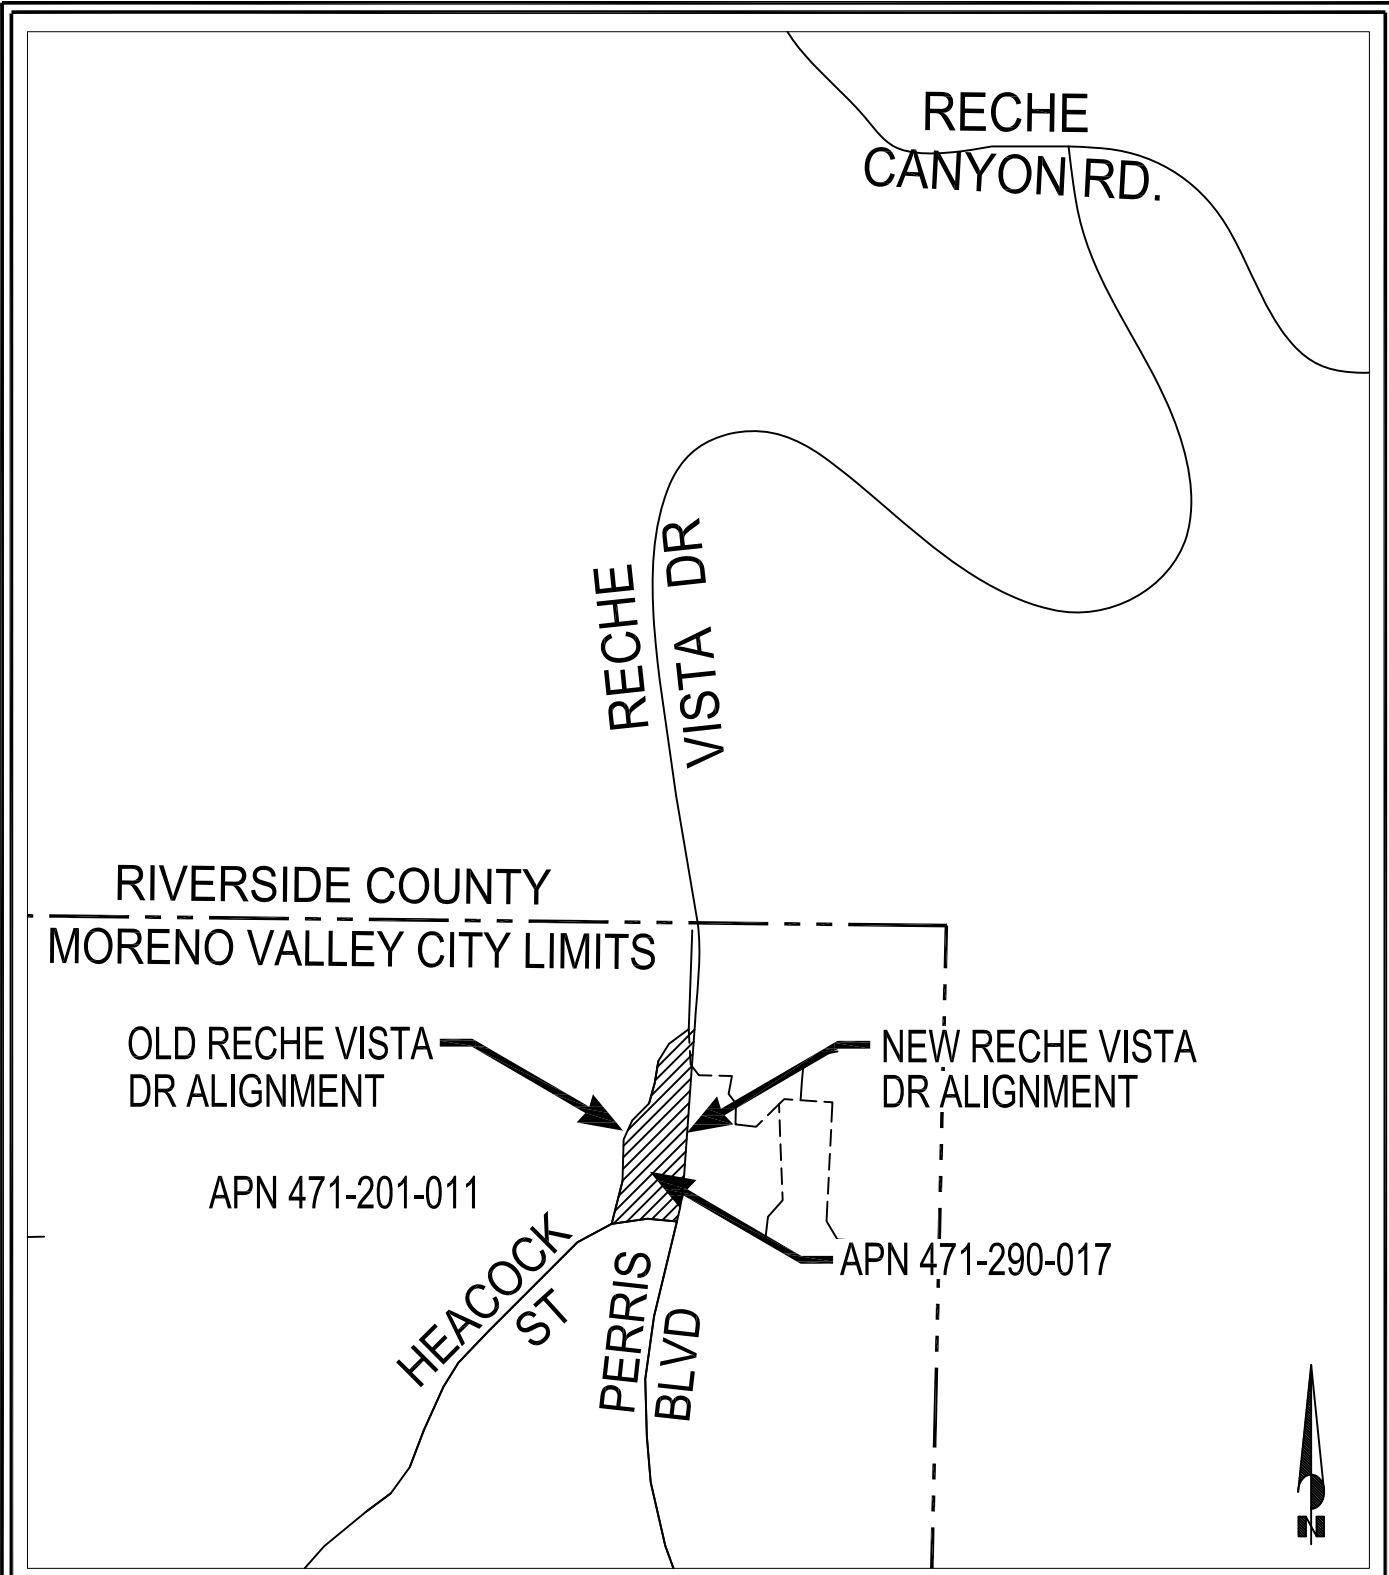 RECHE
CANYON RD.
RECHE
VISTA DR
RIVERSIDE COUNTY
MORENO VALLEY CITY LIMITS
OLD RECHE VISTA
DR ALIGNMENT
NEW RECHE VISTA
DR ALIGNMENT
APN 471-201-011
APN 471-290-017
HEACOCK
ST
PERRIS
BLVD
N